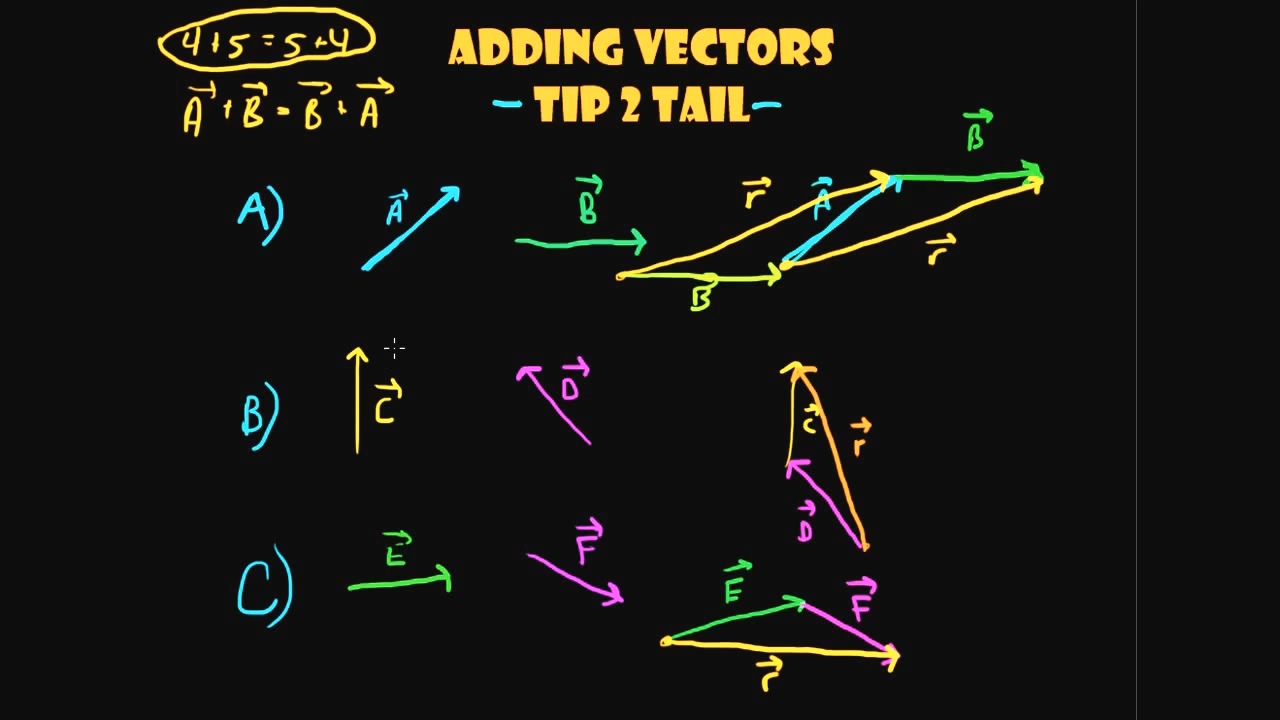 4+5=5+4
ADDING VECTORS
A⃗ + B⃗ = B⃗ + A⃗
- TIP 2 TAIL -
B⃗
A) A⃗ B⃗ r⃗ A⃗
r⃗
B
B) C⃗ D⃗ C⃗ r⃗
D⃗
C) E⃗ F⃗ E⃗ F⃗
r⃗